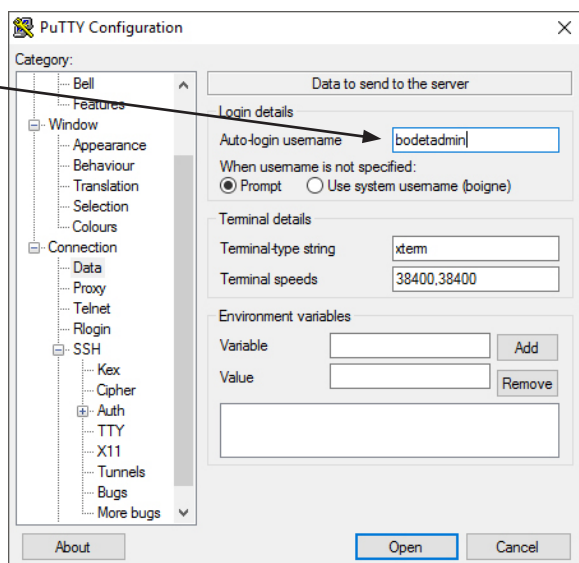 PuTTY Configuration
Category:
Bell
Features
Window
Appearance
Behaviour
Translation
Selection
Colours
Connection
Data
Proxy
Telnet
Rlogin
SSH
Kex
Cipher
Auth
TTY
X11
Tunnels
Bugs
More bugs
Data to send to the server
Login details
Auto-login username bodetadmin
When username is not specified:
Prompt Use system username (boigne)
Terminal details
Terminal-type string xterm
Terminal speeds 38400,38400
Environment variables
Variable Add
Value Remove
About Open Cancel